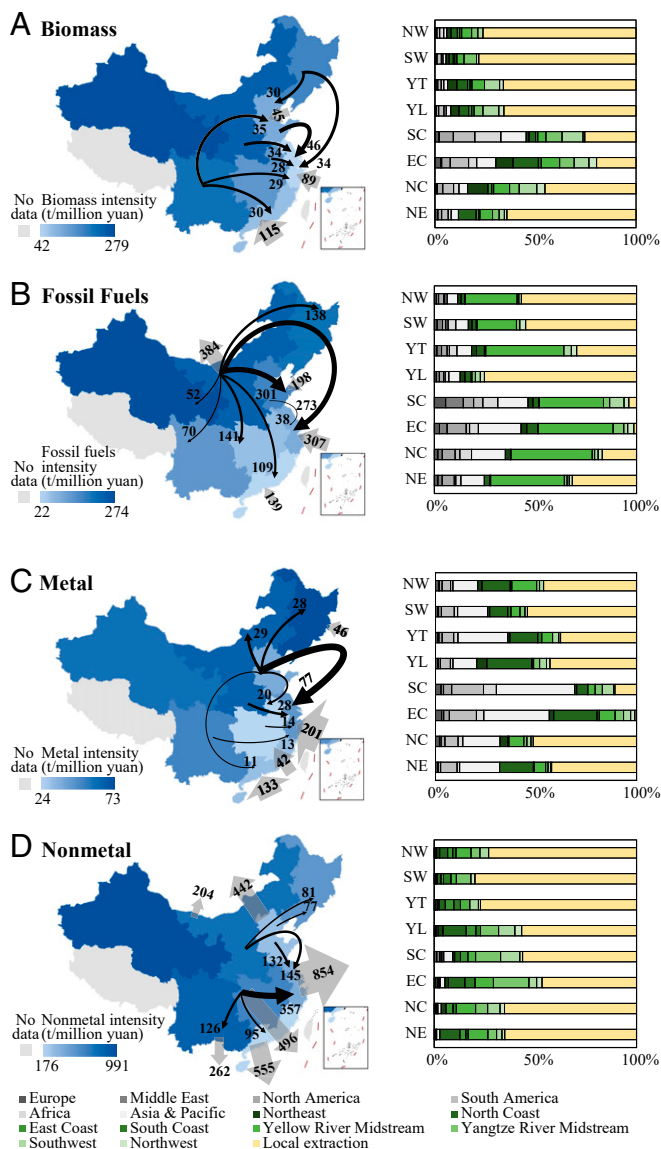 A Biomass
30
45
35
46
34
28
34
29
89
30
115
No Biomass intensity
data (t/million yuan)
42
279
NW
SW
YT
YL
SC
EC
NC
NE
0% 50% 100%
B Fossil Fuels
138
384
198
301
52
273
38
70
141
307
109
139
Fossil fuels
No intensity
data (t/million yuan)
22
274
NW
SW
YT
YL
SC
EC
NC
NE
0% 50% 100%
C Metal
28
29
46
77
20
28
14
201
13
42
11
133
No Metal intensity
data (t/million yuan)
24
73
NW
SW
YT
YL
SC
EC
NC
NE
0% 50% 100%
D Nonmetal
204
442
81
77
132
145
854
357
126
95
496
262
555
No Nonmetal intensity
data (t/million yuan)
176
991
NW
SW
YT
YL
SC
EC
NC
NE
0% 50% 100%
Europe Middle East North America South America
Africa Asia & Pacific Northeast North Coast
East Coast South Coast Yellow River Midstream Yangtze River Midstream
Southwest Northwest Local extraction